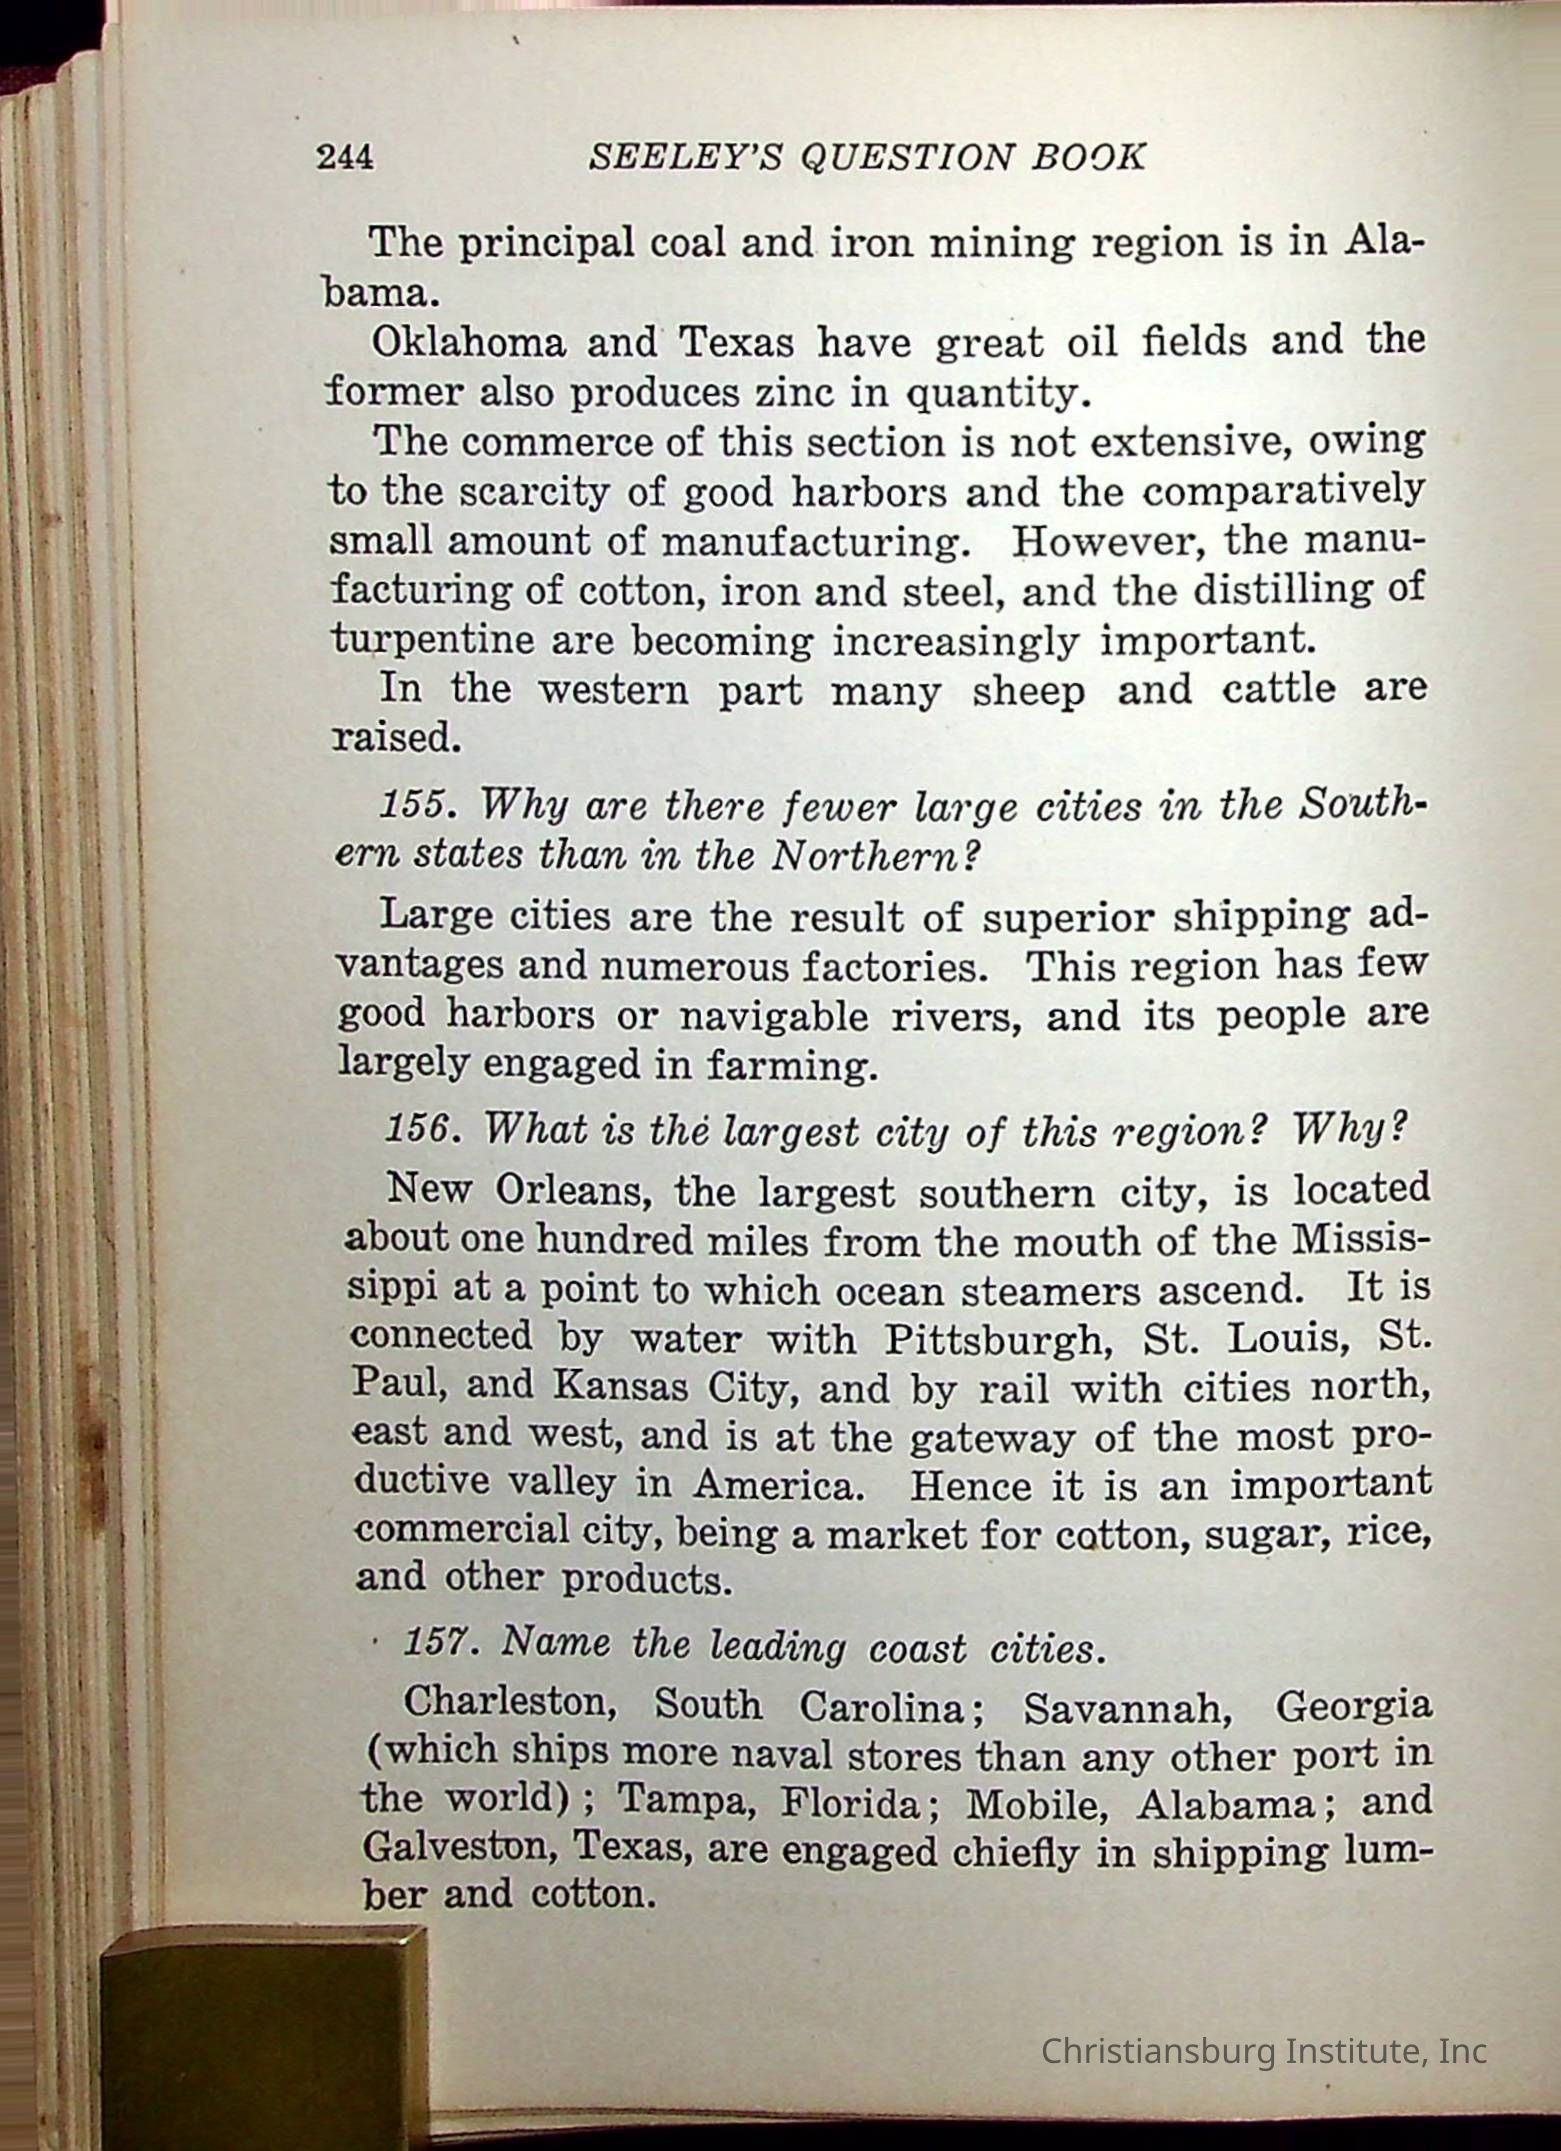 244 SEELEY'S QUESTION BOOK
The principal coal and iron mining region is in Ala-
bama.
Oklahoma and Texas have great oil fields and the
former also produces zinc in quantity.
The commerce of this section is not extensive, owing
to the scarcity of good harbors and the comparatively
small amount of manufacturing. However, the manu-
facturing of cotton, iron and steel, and the distilling of
turpentine are becoming increasingly important.
In the western part many sheep and cattle are
raised.
155. Why are there fewer large cities in the South-
ern states than in the Northern?
Large cities are the result of superior shipping ad-
vantages and numerous factories. This region has few
good harbors or navigable rivers, and its people are
largely engaged in farming.
156. What is the largest city of this region? Why?
New Orleans, the largest southern city, is located
about one hundred miles from the mouth of the Missis-
sippi at a point to which ocean steamers ascend. It is
connected by water with Pittsburgh, St. Louis, St.
Paul, and Kansas City, and by rail with cities north,
east and west, and is at the gateway of the most pro-
ductive valley in America. Hence it is an important
commercial city, being a market for cotton, sugar, rice,
and other products.
157. Name the leading coast cities.
Charleston, South Carolina; Savannah, Georgia
(which ships more naval stores than any other port in
the world); Tampa, Florida; Mobile, Alabama; and
Galveston, Texas, are engaged chiefly in shipping lum-
ber and cotton.
Christiansburg Institute, Inc